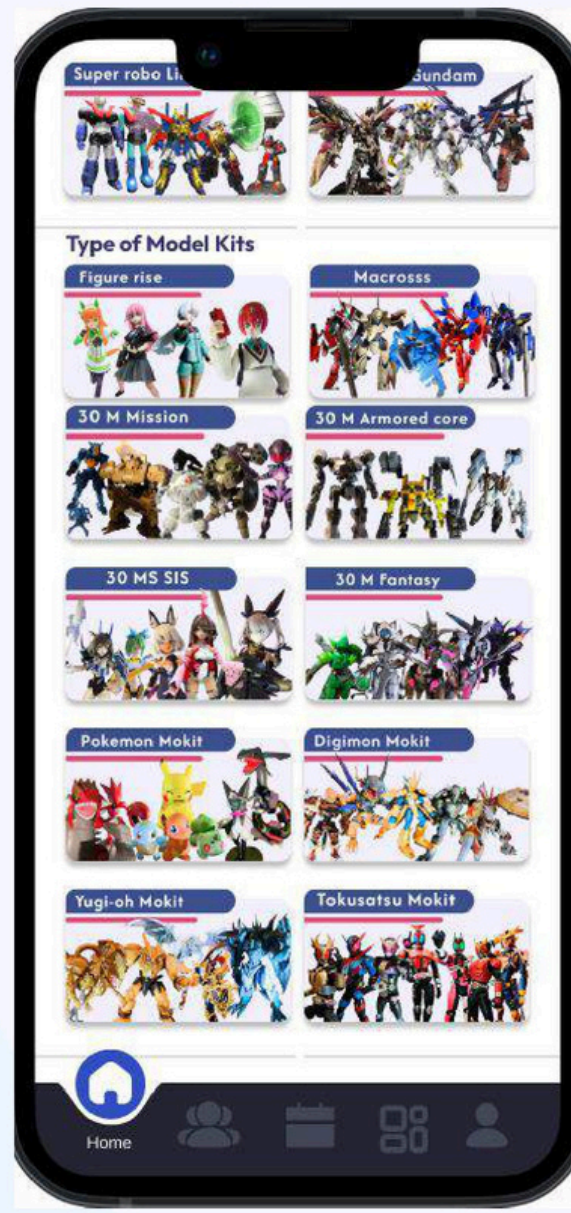 Super robo Li
Gundam
Type of Model Kits
Figure rise
Macrosss
30 M Mission
30 M Armored core
30 MS SIS
30 M Fantasy
Pokemon Mokit
Digimon Mokit
Yugi-oh Mokit
Tokusatsu Mokit
Home